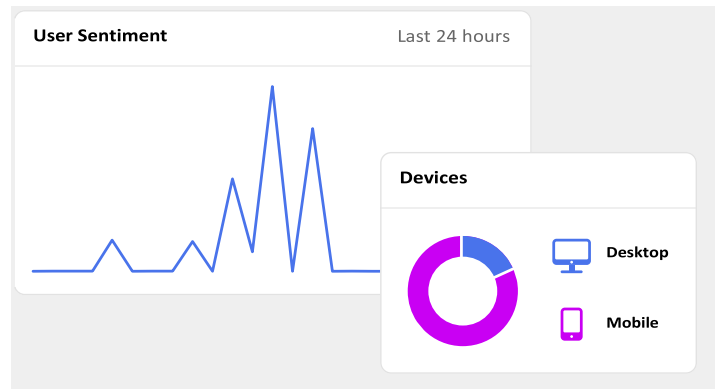 User Sentiment
Last 24 hours
Devices
Desktop
Mobile